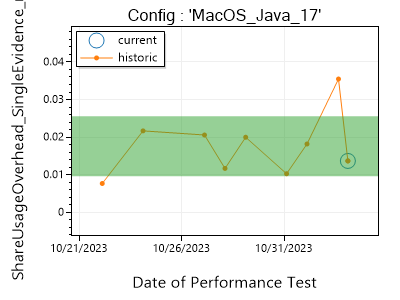 Config : 'MacOS_Java_17'
current
historic
ShareUsageOverhead_SingleEvidence_
0.04
0.03
0.02
0.01
0
10/21/2023
10/26/2023
10/31/2023
Date of Performance Test